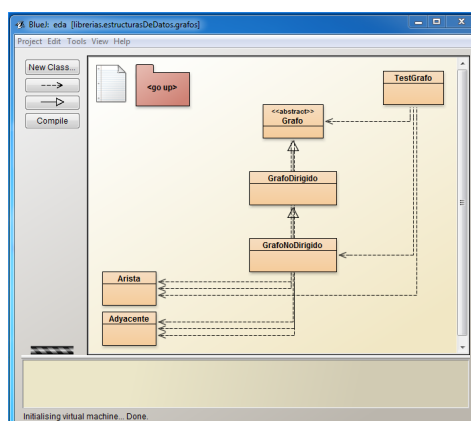 BlueJ: eda [librerias.estructurasDeDatos.grafos]
Project Edit Tools View Help
New Class...
Compile
<go up>
TestGrafo
<<abstract>>
Grafo
GrafoDirigido
GrafoNoDirigido
Arista
Adyacente
Initialising virtual machine... Done.